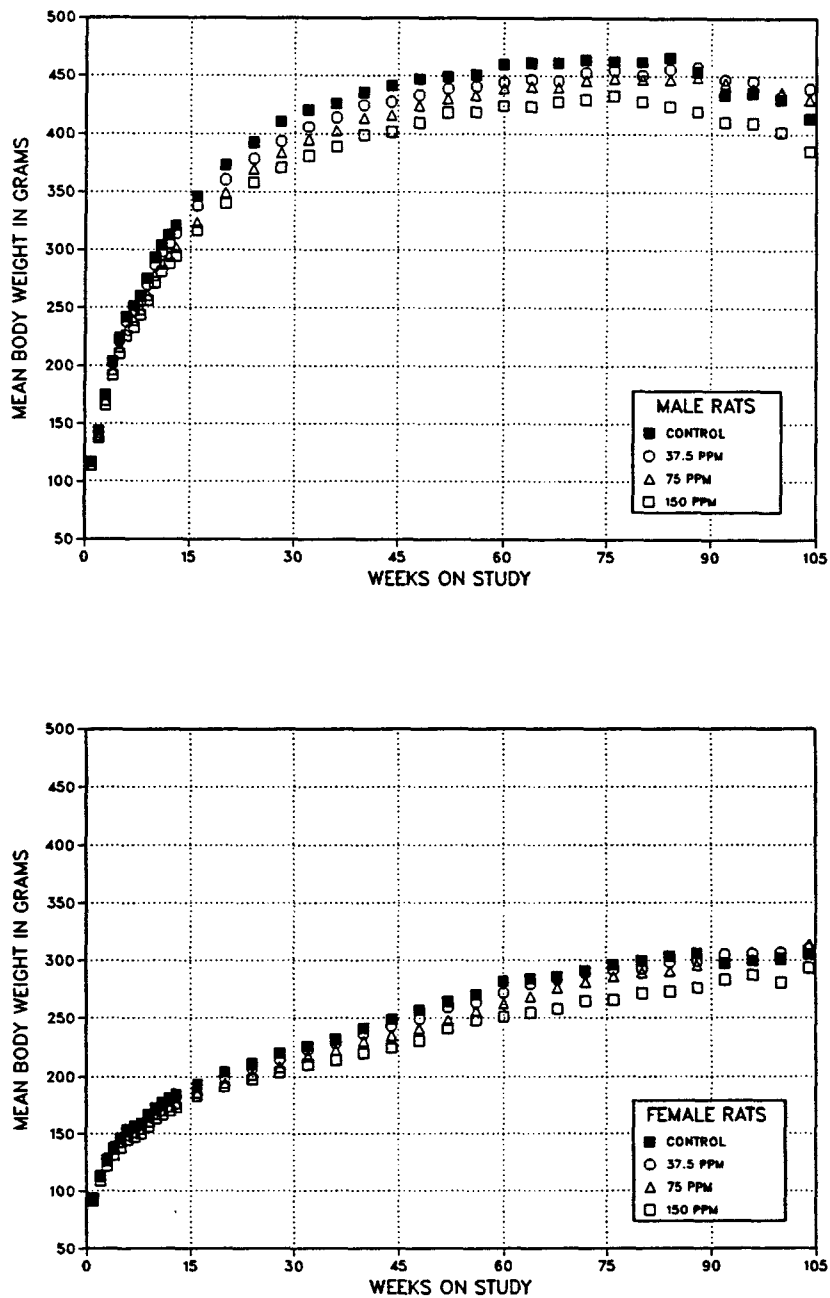 500
450
400
350
300
250
200
150
100
50
MEAN BODY WEIGHT IN GRAMS
MALE RATS
CONTROL
37.5 PPM
75 PPM
150 PPM
0 15 30 45 60 75 90 105
WEEKS ON STUDY
500
450
400
350
300
250
200
150
100
50
MEAN BODY WEIGHT IN GRAMS
FEMALE RATS
CONTROL
37.5 PPM
75 PPM
150 PPM
0 15 30 45 60 75 90 105
WEEKS ON STUDY